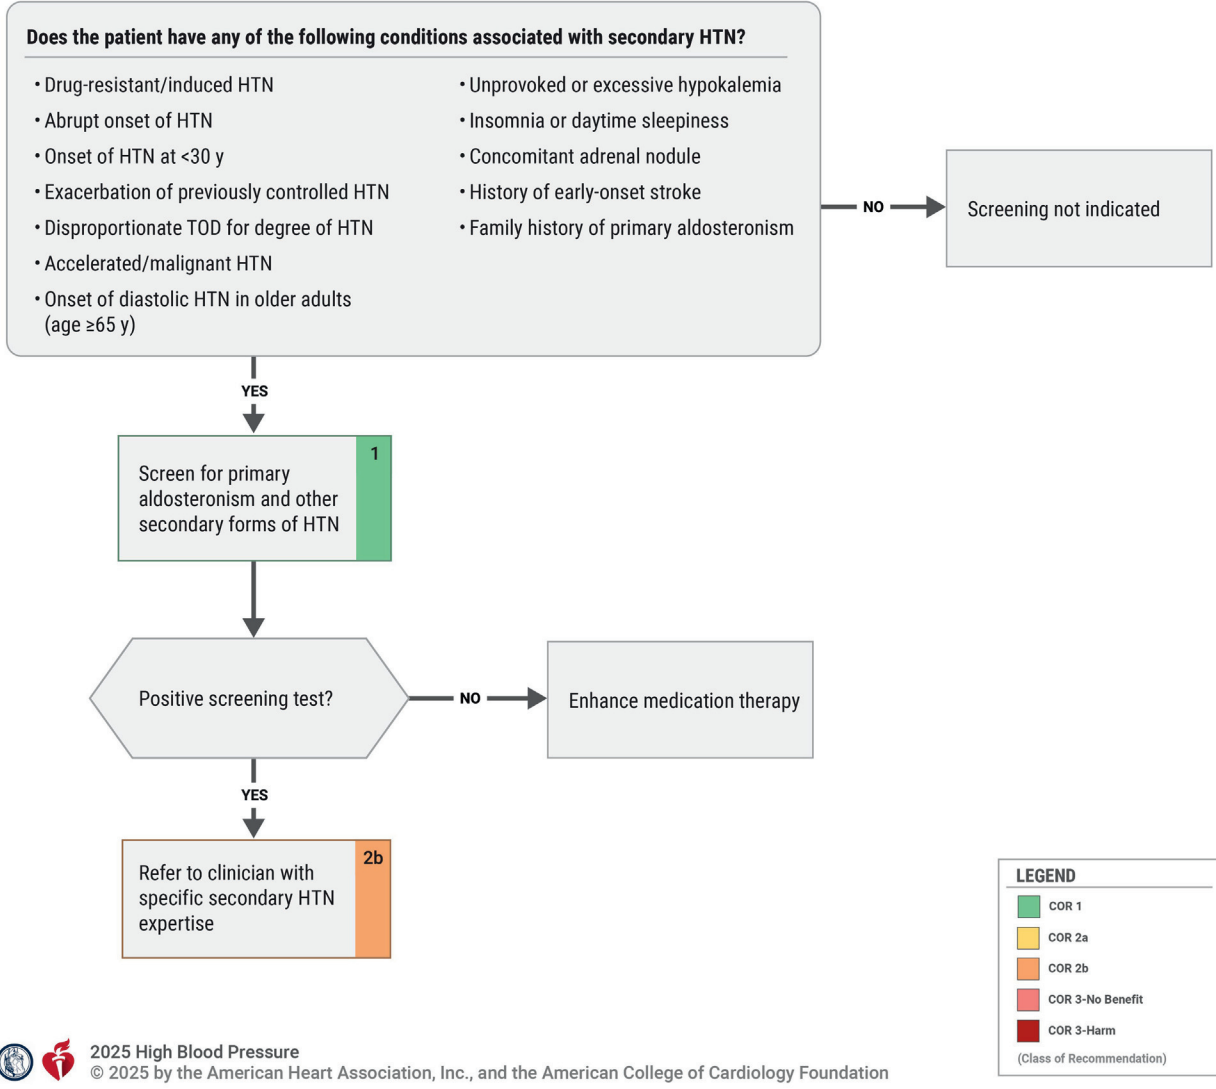 Does the patient have any of the following conditions associated with secondary HTN?
• Drug-resistant/induced HTN
• Abrupt onset of HTN
• Onset of HTN at <30 y
• Exacerbation of previously controlled HTN
• Disproportionate TOD for degree of HTN
• Accelerated/malignant HTN
• Onset of diastolic HTN in older adults
(age ≥65 y)
• Unprovoked or excessive hypokalemia
• Insomnia or daytime sleepiness
• Concomitant adrenal nodule
• History of early-onset stroke
• Family history of primary aldosteronism
NO
Screening not indicated
YES
Screen for primary
aldosteronism and other
secondary forms of HTN
1
Positive screening test?
NO
Enhance medication therapy
YES
Refer to clinician with
specific secondary HTN
expertise
2b
LEGEND
COR 1
COR 2a
COR 2b
COR 3-No Benefit
COR 3-Harm
(Class of Recommendation)
2025 High Blood Pressure
© 2025 by the American Heart Association, Inc., and the American College of Cardiology Foundation